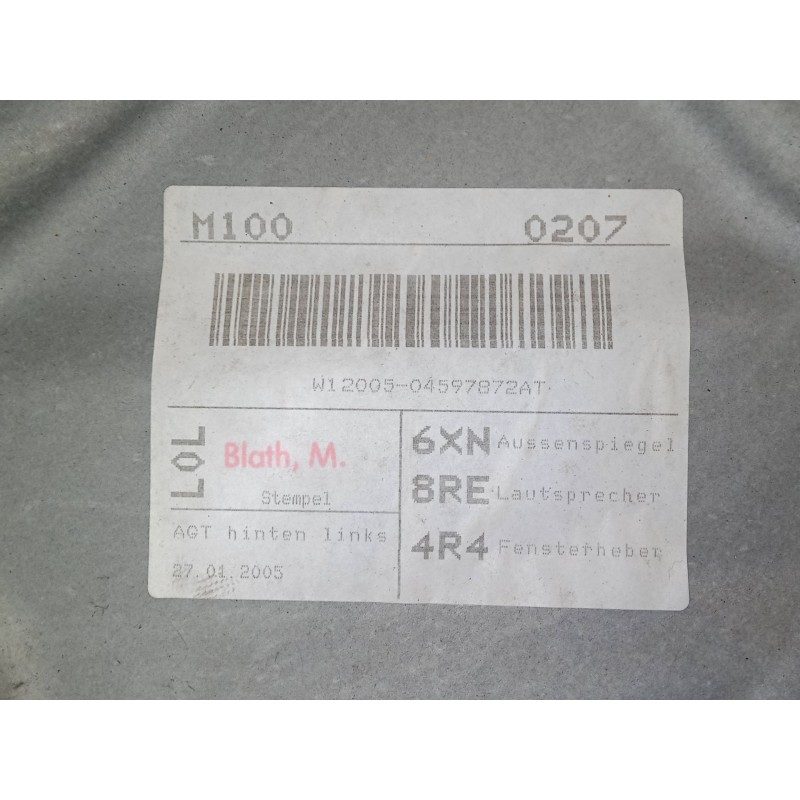 M100 0207
W12005-04597872AT
L0L
Blath, M.
Stempel
AGT hinten links
27.01.2005
6XN Aussenspiegel
8RE Lautsprecher
4R4 Fensterheber